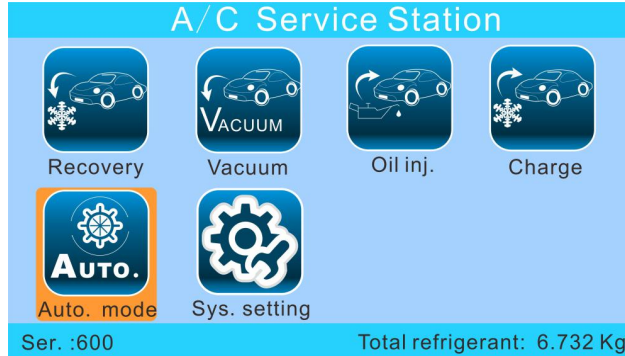 A/C Service Station
VACUUM
Recovery Vacuum Oil inj. Charge
AUTO.
Auto. mode Sys. setting
Ser. :600 Total refrigerant: 6.732 Kg